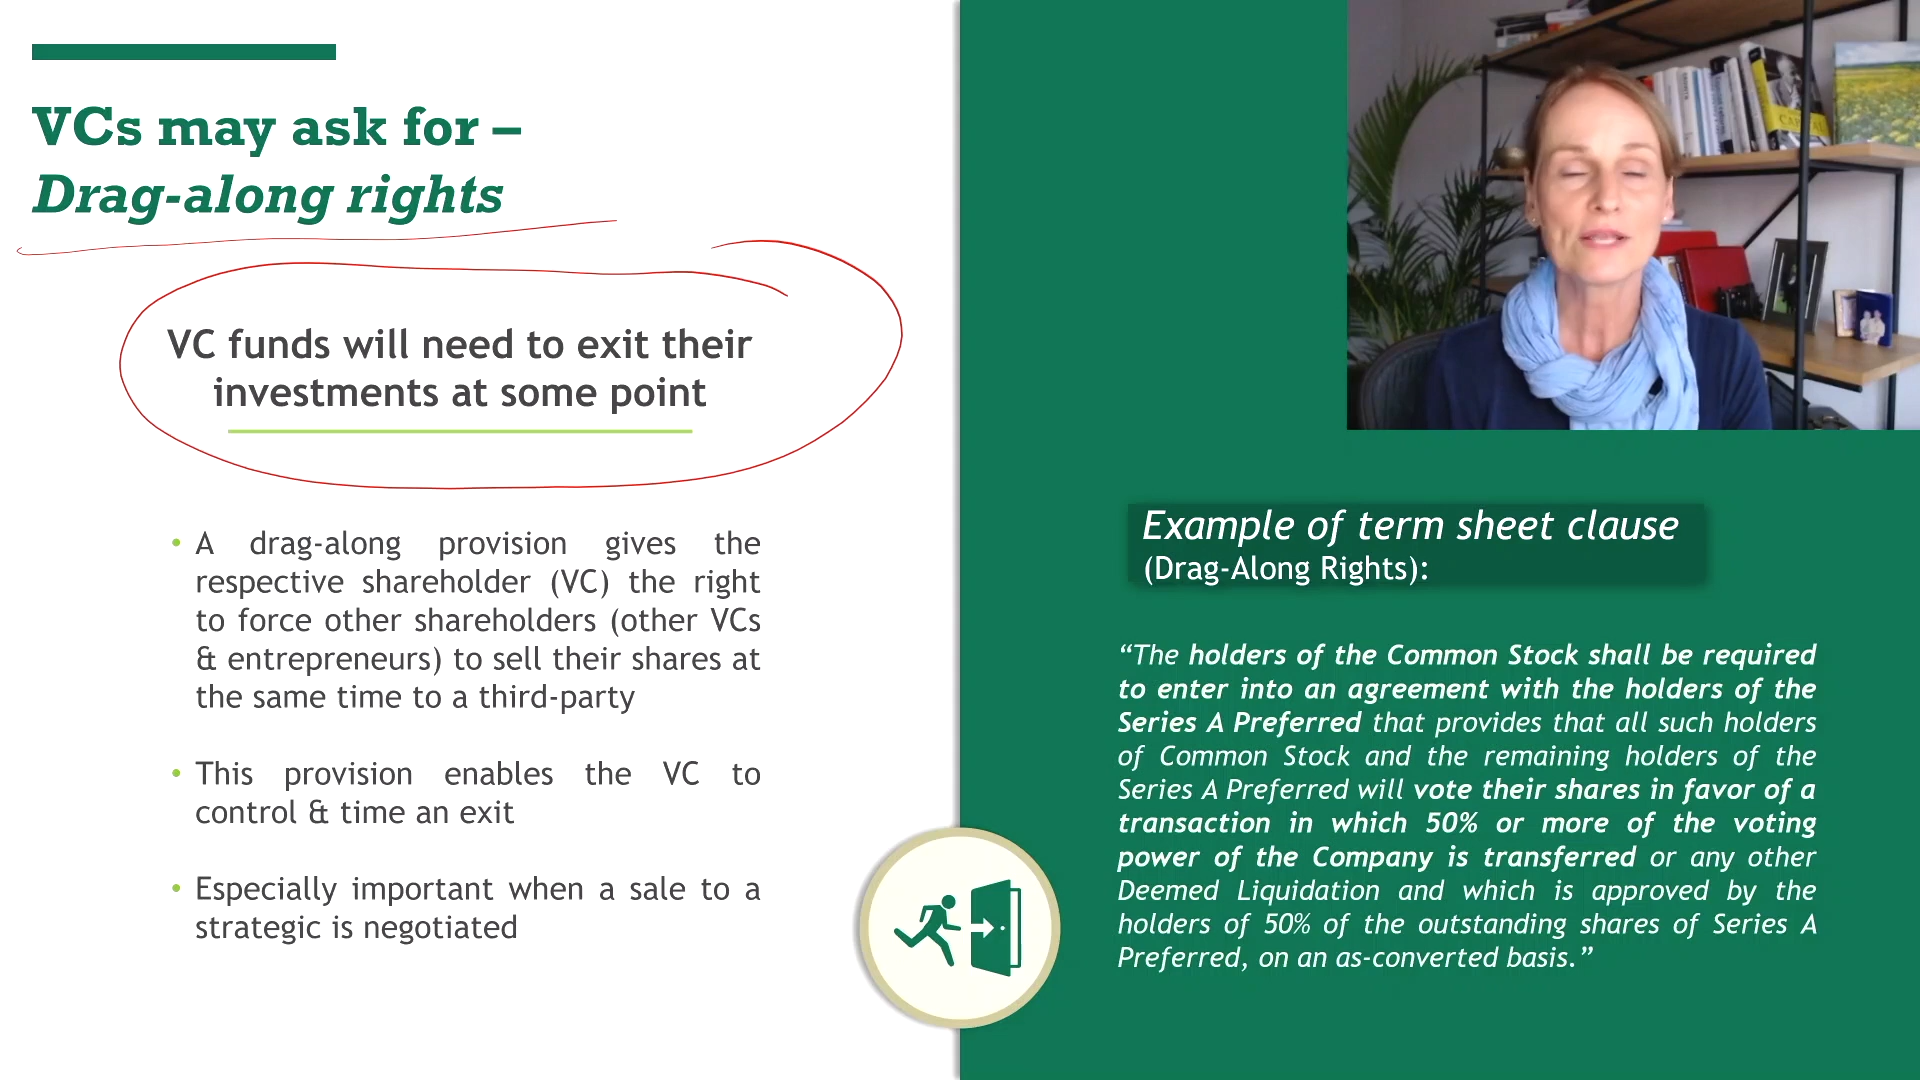 VCs may ask for –
Drag-along rights
VC funds will need to exit their
investments at some point
• A drag-along provision gives the
respective shareholder (VC) the right
to force other shareholders (other VCs
& entrepreneurs) to sell their shares at
the same time to a third-party
• This provision enables the VC to
control & time an exit
• Especially important when a sale to a
strategic is negotiated
Example of term sheet clause
(Drag-Along Rights):
“The holders of the Common Stock shall be required
to enter into an agreement with the holders of the
Series A Preferred that provides that all such holders
of Common Stock and the remaining holders of the
Series A Preferred will vote their shares in favor of a
transaction in which 50% or more of the voting
power of the Company is transferred or any other
Deemed Liquidation and which is approved by the
holders of 50% of the outstanding shares of Series A
Preferred, on an as-converted basis.”